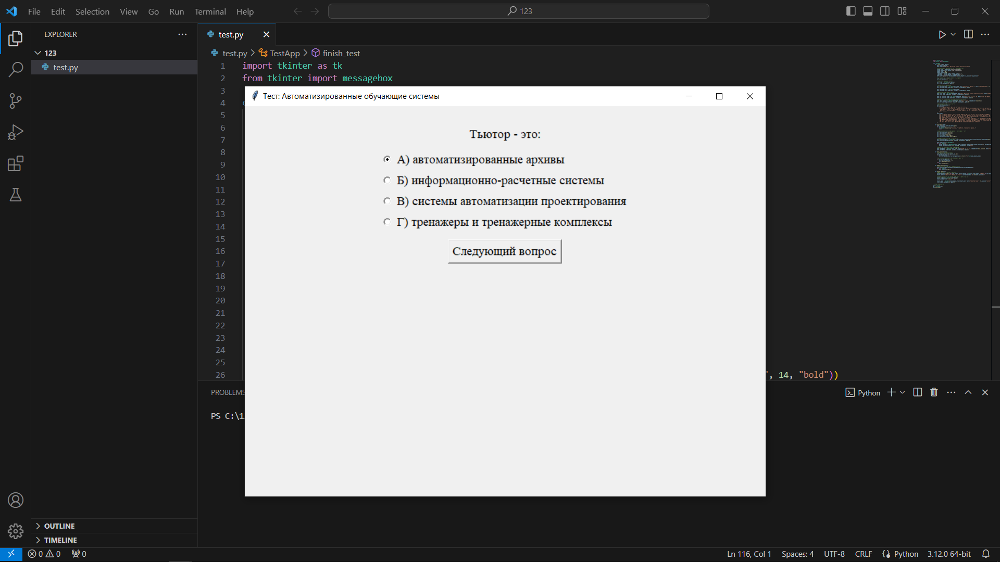 File Edit Selection View Go Run Terminal Help
123
EXPLORER
test.py
123
test.py
test.py TestApp finish_test
1 import tkinter as tk
2 from tkinter import messagebox
3
4
5
6
7
8
9
10
11
12
13
14
15
16
17
18
19
20
21
22
23
24
25
26 ", 14, "bold"))
Тест: Автоматизированные обучающие системы
Тьютор - это:
А) автоматизированные архивы
Б) информационно-расчетные системы
В) системы автоматизации проектирования
Г) тренажеры и тренажерные комплексы
Следующий вопрос
PROBLEMS
Python
PS C:\1
OUTLINE
TIMELINE
0 0 0
Ln 116, Col 1 Spaces: 4 UTF-8 CRLF Python 3.12.0 64-bit